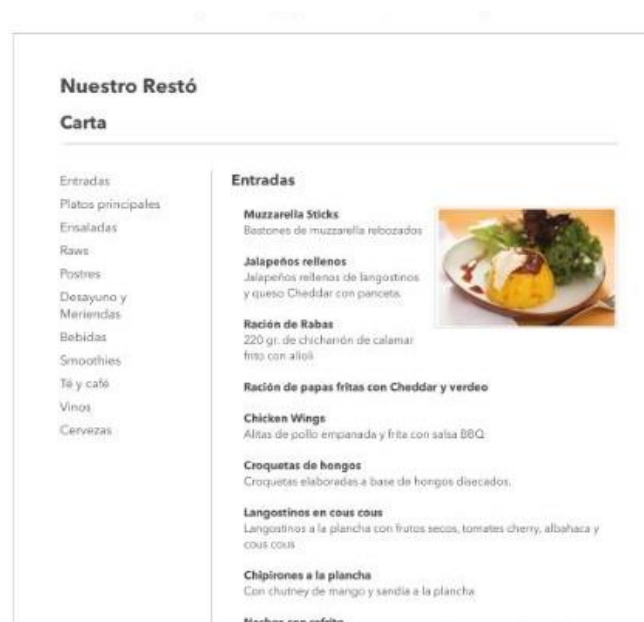 Nuestro Restó
Carta
Entradas
Platos principales
Ensaladas
Raws
Postres
Desayuno y
Meriendas
Bebidas
Smoothies
Té y café
Vinos
Cervezas
Entradas
Muzzarella Sticks
Bastones de muzzarella rebozados
Jalapeños rellenos
Jalapeños rellenos de langostinos
y queso Cheddar con panceta.
Ración de Rabas
220 gr. de chicharrón de calamar
frito con alioli
Ración de papas fritas con Cheddar y verdeo
Chicken Wings
Alitas de pollo empanada y frita con salsa BBQ
Croquetas de hongos
Croquetas elaboradas a base de hongos disecados.
Langostinos en cous cous
Langostinos a la plancha con frutos secos, tomates cherry, albahaca y
cous cous
Chipirones a la plancha
Con chutney de mango y sandía a la plancha
Nachos con